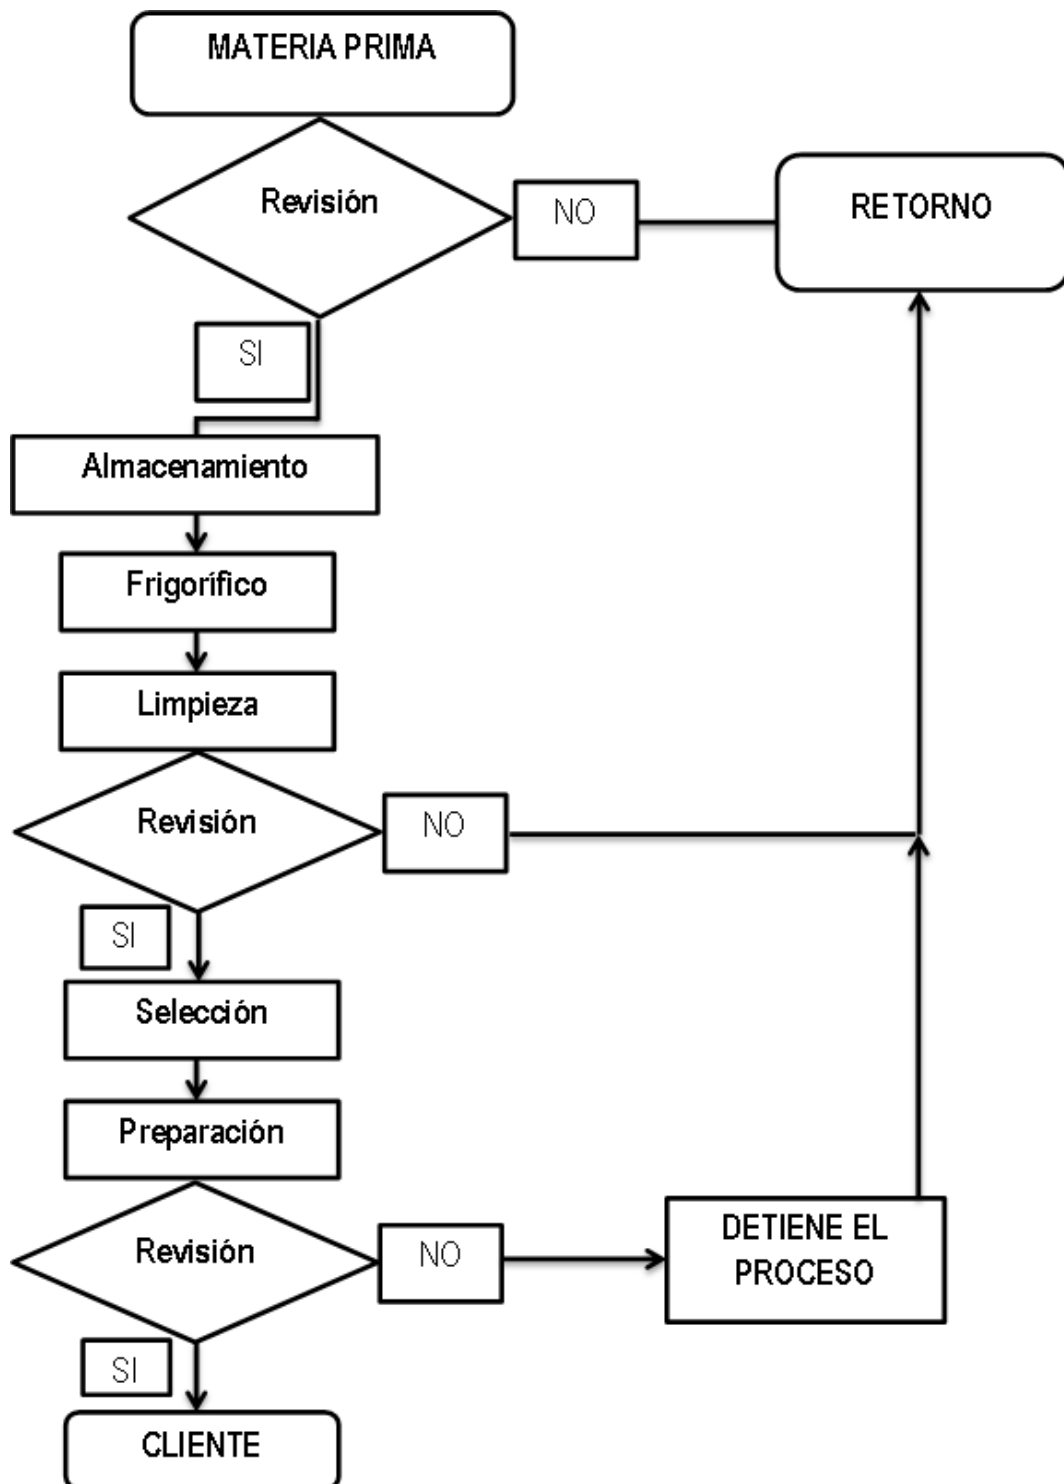 MATERIA PRIMA
Revisión
NO
RETORNO
SI
Almacenamiento
Frigorífico
Limpieza
Revisión
NO
SI
Selección
Preparación
Revisión
NO
DETIENE EL
PROCESO
SI
CLIENTE